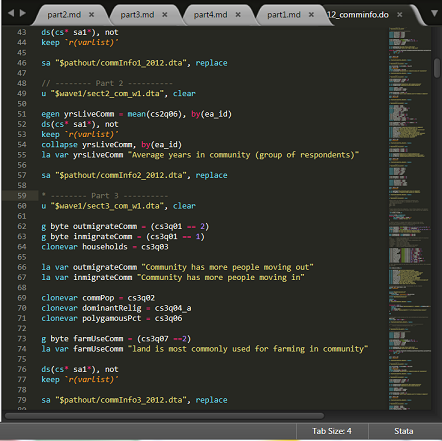 part2.md × part3.md × part4.md × part1.md × 12_comminfo.do ×
43 ds(cs* sa1*), not
44 keep `r(varlist)'
45
46 sa "$pathout/commInfo1_2012.dta", replace
47
48 // -------- Part 2 ----------
49 u "$wave1/sect2_com_w1.dta", clear
50
51 egen yrsLiveComm = mean(cs2q06), by(ea_id)
52 ds(cs* sa1*), not
53 keep `r(varlist)'
54 collapse yrsLiveComm, by(ea_id)
55 la var yrsLiveComm "Average years in community (group of respondents)"
56
57 sa "$pathout/commInfo2_2012.dta", replace
58
59 * -------- Part 3 ----------
60 u "$wave1/sect3_com_w1.dta", clear
61
62 g byte outmigrateComm = (cs3q01 == 2)
63 g byte inmigrateComm = (cs3q01 == 1)
64 clonevar households = cs3q03
65
66 la var outmigrateComm "Community has more people moving out"
67 la var inmigrateComm "Community has more people moving in"
68
69 clonevar commPop = cs3q02
70 clonevar dominantRelig = cs3q04_a
71 clonevar polygamousPct = cs3q06
72
73 g byte farmUseComm = (cs3q07 ==2)
74 la var farmUseComm "land is most commonly used for farming in community"
75
76 ds(cs* sa1*), not
77 keep `r(varlist)'
78
79 sa "$pathout/commInfo3_2012.dta", replace
Tab Size: 4 Stata